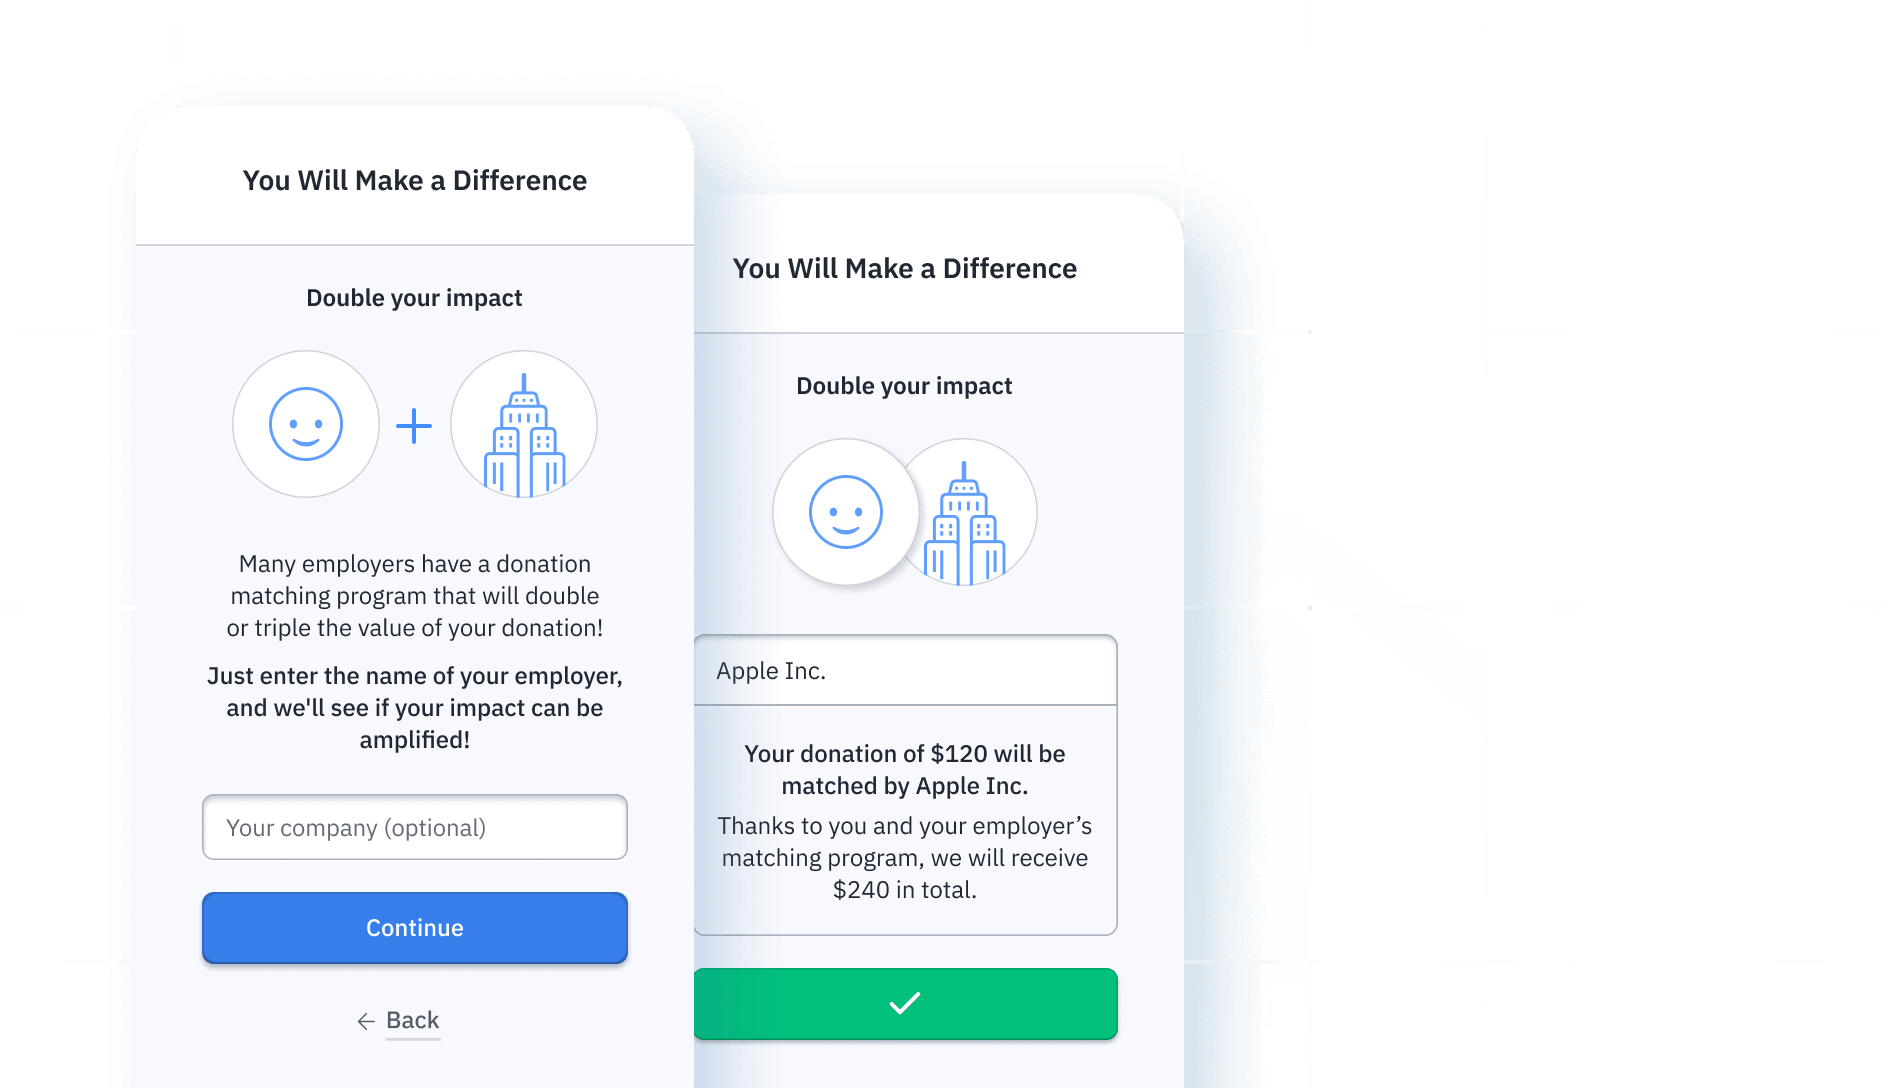 You Will Make a Difference
Double your impact
Many employers have a donation
matching program that will double
or triple the value of your donation!
Just enter the name of your employer,
and we'll see if your impact can be
amplified!
Your company (optional)
Continue
Back
You Will Make a Difference
Double your impact
Apple Inc.
Your donation of $120 will be
matched by Apple Inc.
Thanks to you and your employer’s
matching program, we will receive
$240 in total.